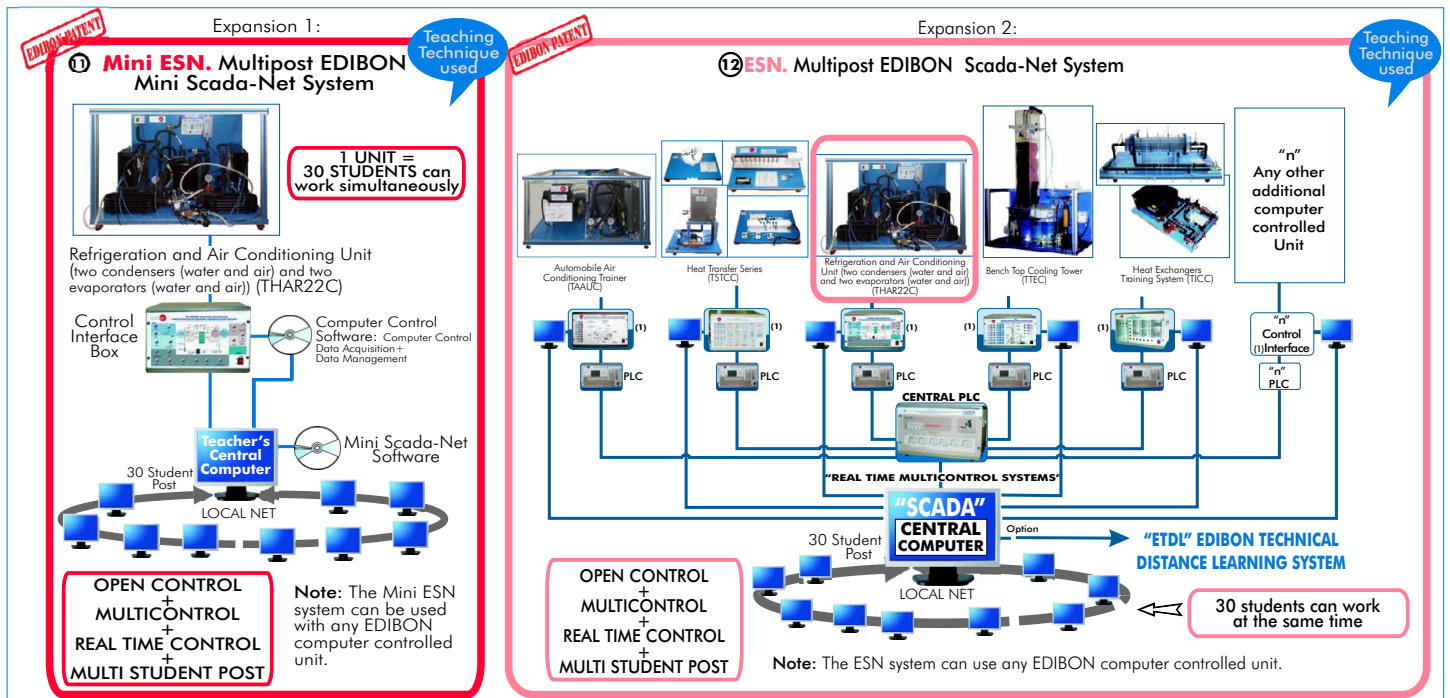 Expansion 1:
EDIBON PATENT
Teaching
Technique
used
11 Mini ESN. Multipost EDIBON
Mini Scada-Net System
1 UNIT =
30 STUDENTS can
work simultaneously
Refrigeration and Air Conditioning Unit
(two condensers (water and air) and two
evaporators (water and air)) (THAR22C)
Control
Interface
Box
Computer Control
Software: Computer Control
Data Acquisition+
Data Management
Teacher's
Central
Computer
Mini Scada-Net
Software
30 Student
Post
LOCAL NET
OPEN CONTROL
+
MULTICONTROL
+
REAL TIME CONTROL
+
MULTI STUDENT POST
Note: The Mini ESN
system can be used
with any EDIBON
computer controlled
unit.
Expansion 2:
EDIBON PATENT
Teaching
Technique
used
12 ESN. Multipost EDIBON Scada-Net System
Automobile Air
Conditioning Trainer
(TAAUC)
Heat Transfer Series
(TSTCC)
Refrigeration and Air Conditioning
Unit (two condensers (water and air)
and two evaporators (water and air))
(THAR22C)
Bench Top Cooling Tower
(TTEC)
Heat Exchangers
Training System (TICC)
"n"
Any other
additional
computer
controlled
Unit
(1)
(1)
(1)
(1)
(1)
"n"
Control
(1)Interface
PLC
PLC
PLC
PLC
PLC
"n"
PLC
CENTRAL PLC
"REAL TIME MULTICONTROL SYSTEMS"
"SCADA"
CENTRAL
COMPUTER
Option
"ETDL" EDIBON TECHNICAL
DISTANCE LEARNING SYSTEM
30 Student
Post
LOCAL NET
OPEN CONTROL
+
MULTICONTROL
+
REAL TIME CONTROL
+
MULTI STUDENT POST
30 students can work
at the same time
Note: The ESN system can use any EDIBON computer controlled unit.